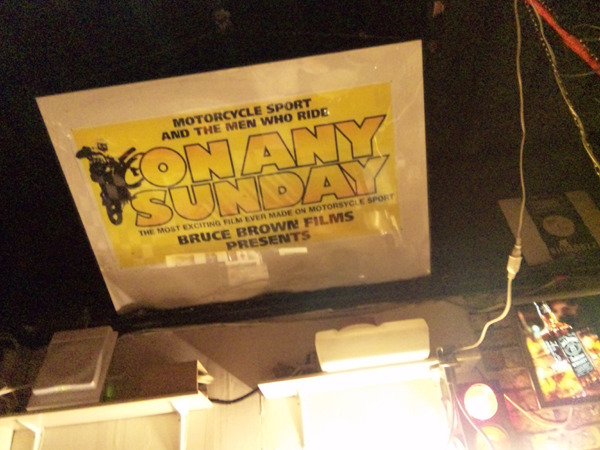 MOTORCYCLE SPORT
AND THE MEN WHO RIDE
ON ANY
SUNDAY
THE MOST EXCITING FILM EVER MADE ON MOTORSYCLE SPORT
BRUCE BROWN FILMS
PRESENTS